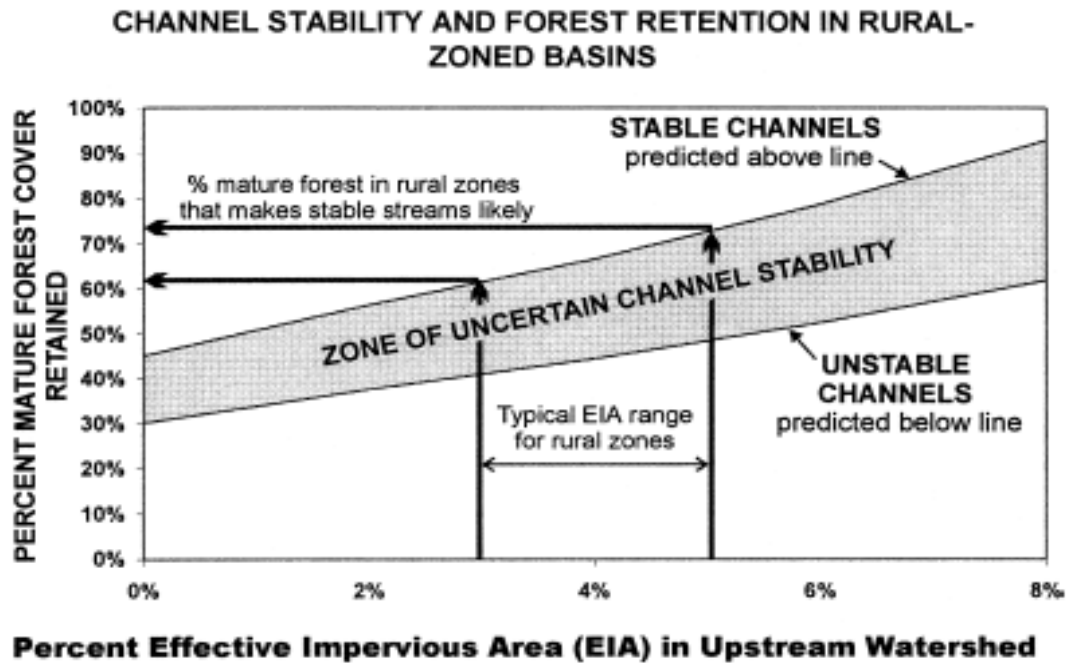 CHANNEL STABILITY AND FOREST RETENTION IN RURAL-
ZONED BASINS
PERCENT MATURE FOREST COVER
RETAINED
100%
90%
80%
70%
60%
50%
40%
30%
20%
10%
0%
STABLE CHANNELS
predicted above line
% mature forest in rural zones
that makes stable streams likely
ZONE OF UNCERTAIN CHANNEL STABILITY
UNSTABLE
CHANNELS
predicted below line
Typical EIA range
for rural zones
0%
2%
4%
6%
8%
Percent Effective Impervious Area (EIA) in Upstream Watershed